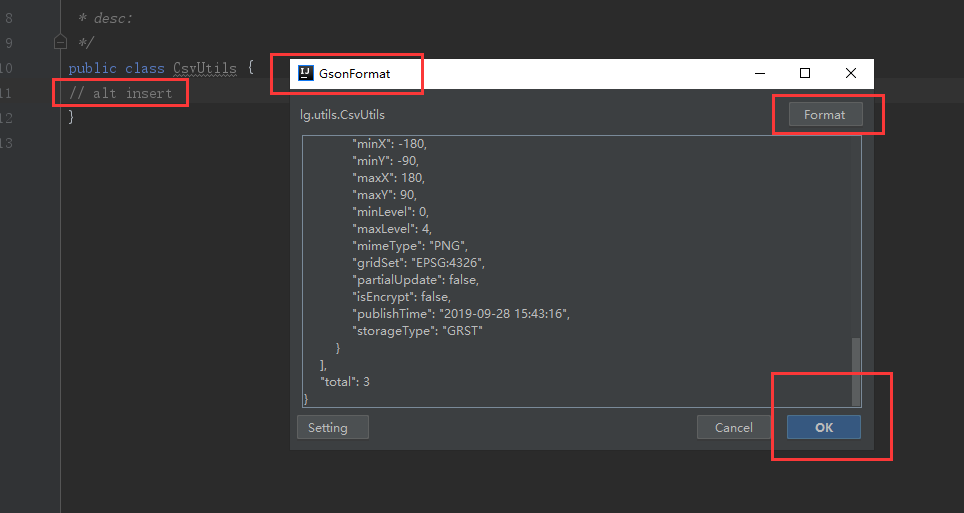 8
* desc:
9
*/
10
public class CsvUtils {
11
// alt insert
12
}
13
GsonFormat
lg.utils.CsvUtils
Format
"minX": -180,
"minY": -90,
"maxX": 180,
"maxY": 90,
"minLevel": 0,
"maxLevel": 4,
"mimeType": "PNG",
"gridSet": "EPSG:4326",
"partialUpdate": false,
"isEncrypt": false,
"publishTime": "2019-09-28 15:43:16",
"storageType": "GRST"
}
],
"total": 3
}
Setting
Cancel
OK